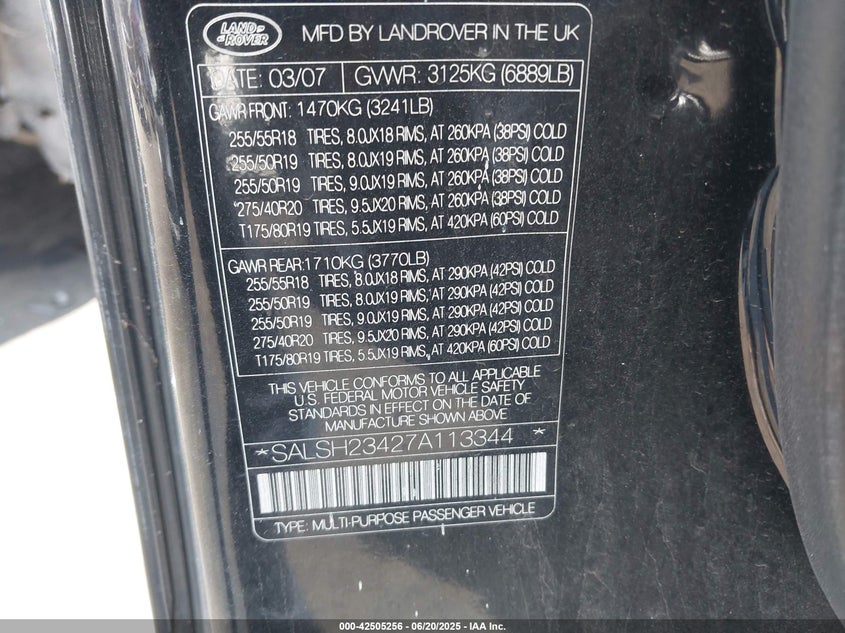 LAND ROVER
MFD BY LANDROVER IN THE UK
DATE: 03/07 GVWR: 3125KG (6889LB)
GAWR FRONT: 1470KG (3241LB)
255/55R18 TIRES, 8.0JX18 RIMS, AT 260KPA (38PSI) COLD
255/50R19 TIRES, 8.0JX19 RIMS, AT 260KPA (38PSI) COLD
255/50R19 TIRES, 9.0JX19 RIMS, AT 260KPA (38PSI) COLD
275/40R20 TIRES, 9.5JX20 RIMS, AT 260KPA (38PSI) COLD
T175/80R19 TIRES, 5.5JX19 RIMS, AT 420KPA (60PSI) COLD
GAWR REAR: 1710KG (3770LB)
255/55R18 TIRES, 8.0JX18 RIMS, AT 290KPA (42PSI) COLD
255/50R19 TIRES, 8.0JX19 RIMS, AT 290KPA (42PSI) COLD
255/50R19 TIRES, 9.0JX19 RIMS, AT 290KPA (42PSI) COLD
275/40R20 TIRES, 9.5JX20 RIMS, AT 290KPA (42PSI) COLD
T175/80R19 TIRES, 5.5JX19 RIMS, AT 420KPA (60PSI) COLD
THIS VEHICLE CONFORMS TO ALL APPLICABLE
U.S. FEDERAL MOTOR VEHICLE SAFETY
STANDARDS IN EFFECT ON THE DATE OF
MANUFACTURE SHOWN ABOVE
*SALSH23427A113344*
TYPE: MULTI-PURPOSE PASSENGER VEHICLE
000-42505256 - 06/20/2025 - IAA Inc.